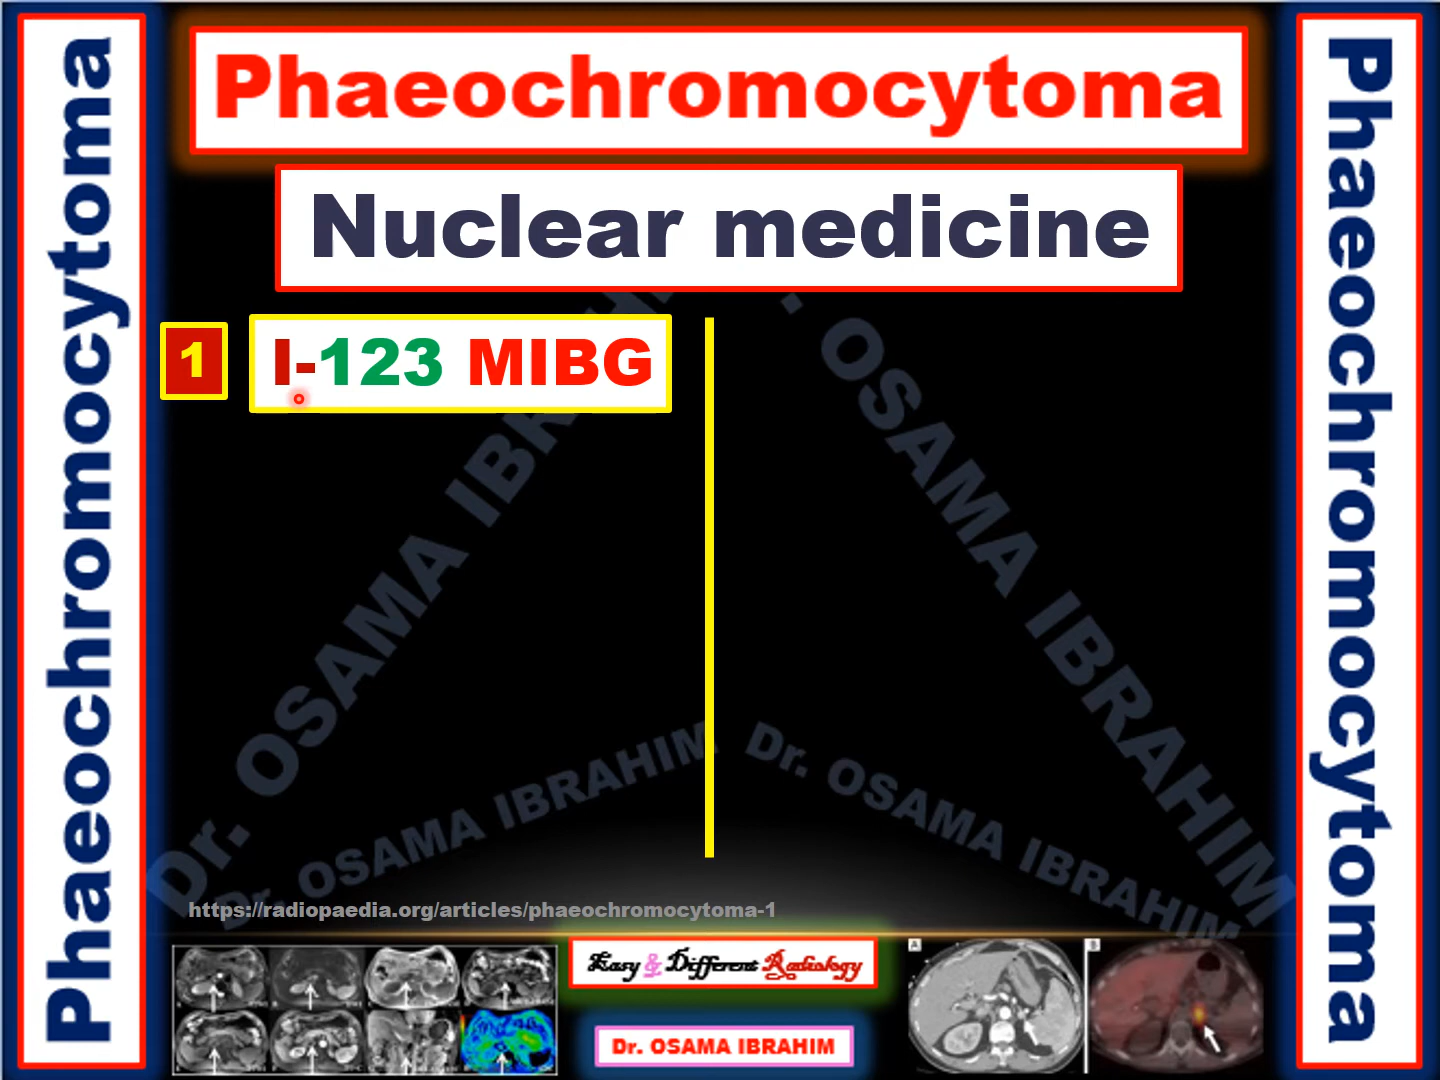 Phaeochromocytoma
Phaeochromocytoma
Nuclear medicine
1
I-123 MIBG
Dr. OSAMA IBRAHIM
. OSAMA IBRAHIM
Dr. OSAMA IBRAHIM
Dr. OSAMA IBRAHIM
https://radiopaedia.org/articles/phaeochromocytoma-1
Easy & Different Radiology
Dr. OSAMA IBRAHIM
A
B
Phaeochromocytoma